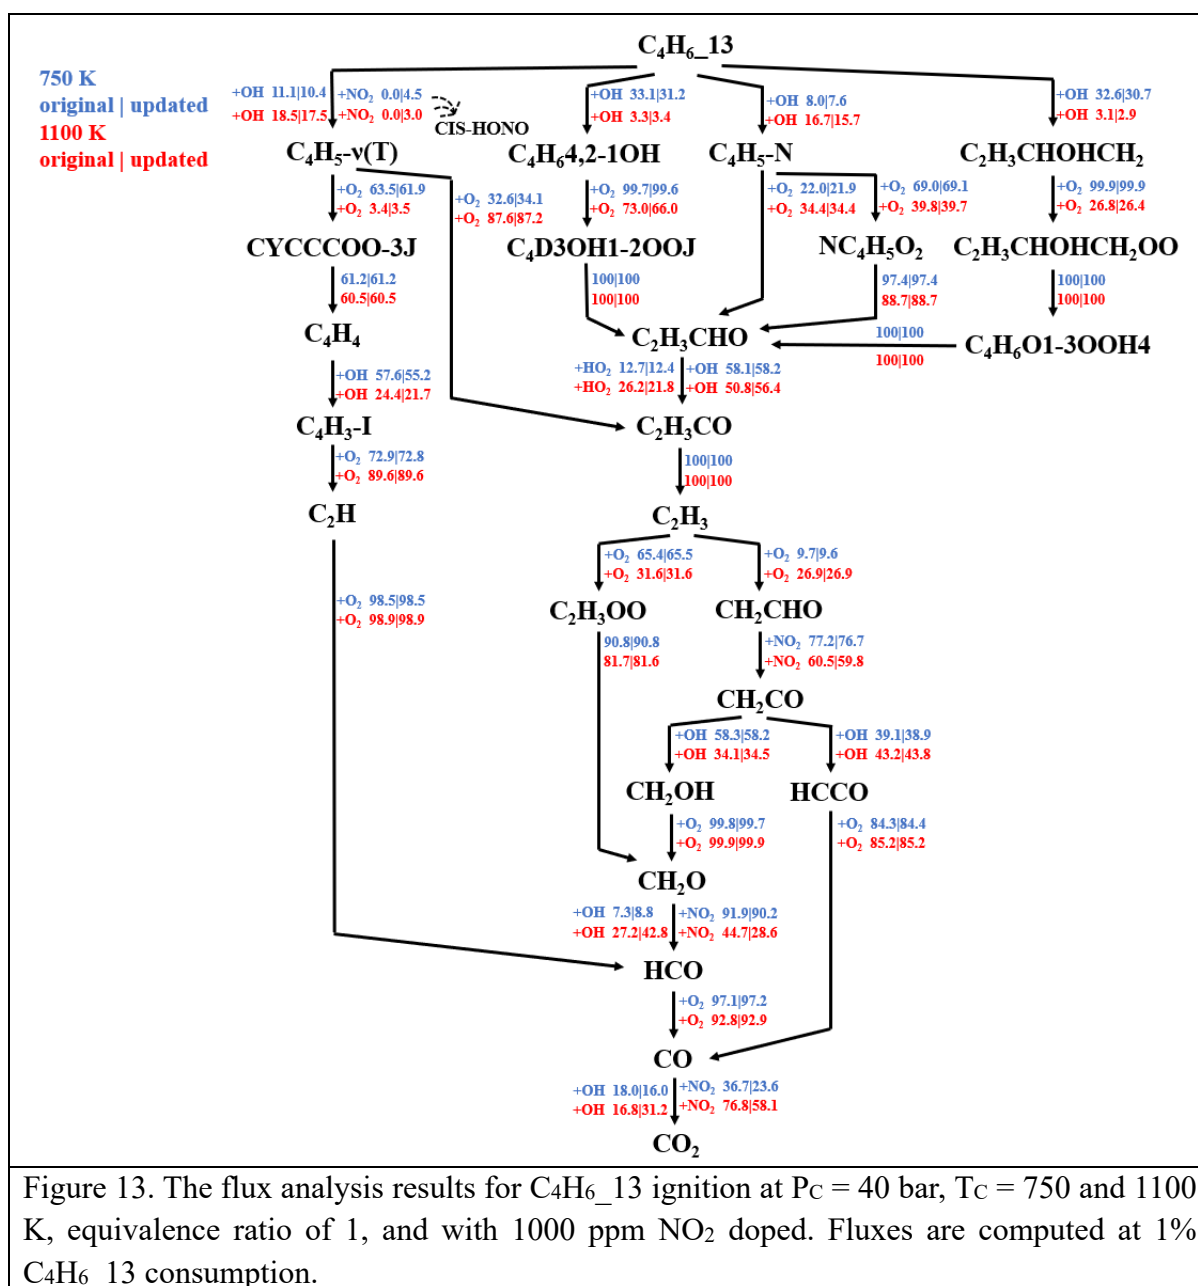 C₄H₆_13
750 K
original | updated
1100 K
original | updated
+OH 11.1|10.4
+OH 18.5|17.5
+NO₂ 0.0|4.5
+NO₂ 0.0|3.0
CIS-HONO
+OH 33.1|31.2
+OH 3.3|3.4
+OH 8.0|7.6
+OH 16.7|15.7
+OH 32.6|30.7
+OH 3.1|2.9
C₄H₅-ν(T)
C₄H₆4,2-1OH
C₄H₅-N
C₂H₃CHOHCH₂
+O₂ 63.5|61.9
+O₂ 3.4|3.5
+O₂ 32.6|34.1
+O₂ 87.6|87.2
+O₂ 99.7|99.6
+O₂ 73.0|66.0
+O₂ 22.0|21.9
+O₂ 34.4|34.4
+O₂ 69.0|69.1
+O₂ 39.8|39.7
+O₂ 99.9|99.9
+O₂ 26.8|26.4
CYCCCOO-3J
C₄D3OH1-2OOJ
NC₄H₅O₂
C₂H₃CHOHCH₂OO
61.2|61.2
60.5|60.5
100|100
100|100
97.4|97.4
88.7|88.7
100|100
100|100
C₄H₄
C₂H₃CHO
100|100
100|100
C₄H₆O1-3OOH4
+OH 57.6|55.2
+OH 24.4|21.7
+HO₂ 12.7|12.4
+HO₂ 26.2|21.8
+OH 58.1|58.2
+OH 50.8|56.4
C₄H₃-I
C₂H₃CO
+O₂ 72.9|72.8
+O₂ 89.6|89.6
100|100
100|100
C₂H
C₂H₃
+O₂ 65.4|65.5
+O₂ 31.6|31.6
+O₂ 9.7|9.6
+O₂ 26.9|26.9
+O₂ 98.5|98.5
+O₂ 98.9|98.9
C₂H₃OO
CH₂CHO
90.8|90.8
81.7|81.6
+NO₂ 77.2|76.7
+NO₂ 60.5|59.8
CH₂CO
+OH 58.3|58.2
+OH 34.1|34.5
+OH 39.1|38.9
+OH 43.2|43.8
CH₂OH
HCCO
+O₂ 99.8|99.7
+O₂ 99.9|99.9
+O₂ 84.3|84.4
+O₂ 85.2|85.2
CH₂O
+OH 7.3|8.8
+OH 27.2|42.8
+NO₂ 91.9|90.2
+NO₂ 44.7|28.6
HCO
+O₂ 97.1|97.2
+O₂ 92.8|92.9
CO
+OH 18.0|16.0
+OH 16.8|31.2
+NO₂ 36.7|23.6
+NO₂ 76.8|58.1
CO₂
Figure 13. The flux analysis results for C₄H₆_13 ignition at P_C = 40 bar, T_C = 750 and 1100
K, equivalence ratio of 1, and with 1000 ppm NO₂ doped. Fluxes are computed at 1%
C₄H₆_13 consumption.